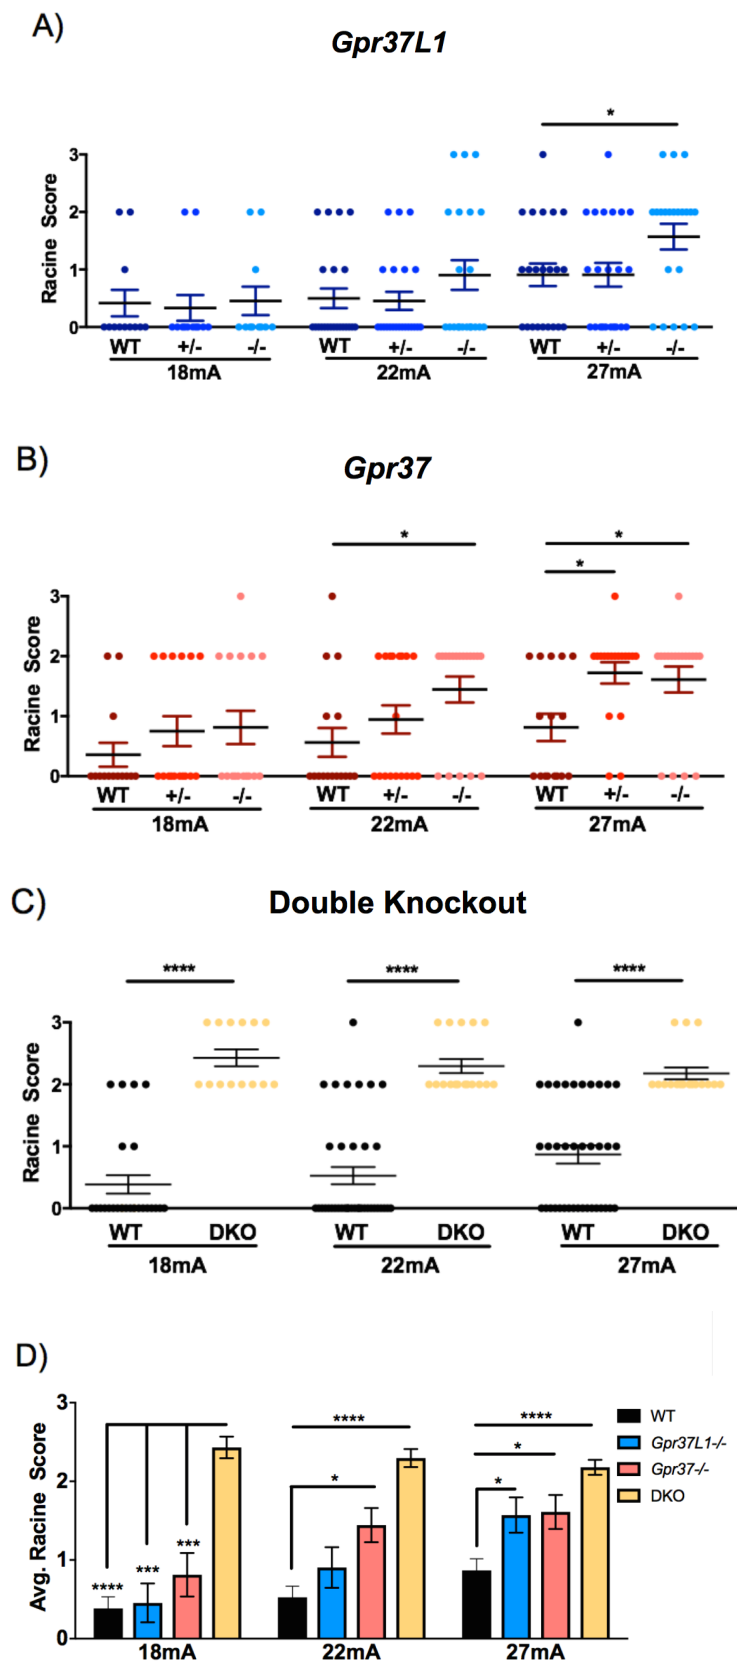 A)
Gpr37L1
*
Racine Score
3
2
1
0
WT +/- -/- WT +/- -/- WT +/- -/-
18mA 22mA 27mA
B)
Gpr37
* *
*
Racine Score
3
2
1
0
WT +/- -/- WT +/- -/- WT +/- -/-
18mA 22mA 27mA
C)
Double Knockout
**** **** ****
Racine Score
3
2
1
0
WT DKO WT DKO WT DKO
18mA 22mA 27mA
D)
Avg. Racine Score
3
2
1
0
**** *** ***
****
*
****
*
*
WT
Gpr37L1-/-
Gpr37-/-
DKO
18mA 22mA 27mA